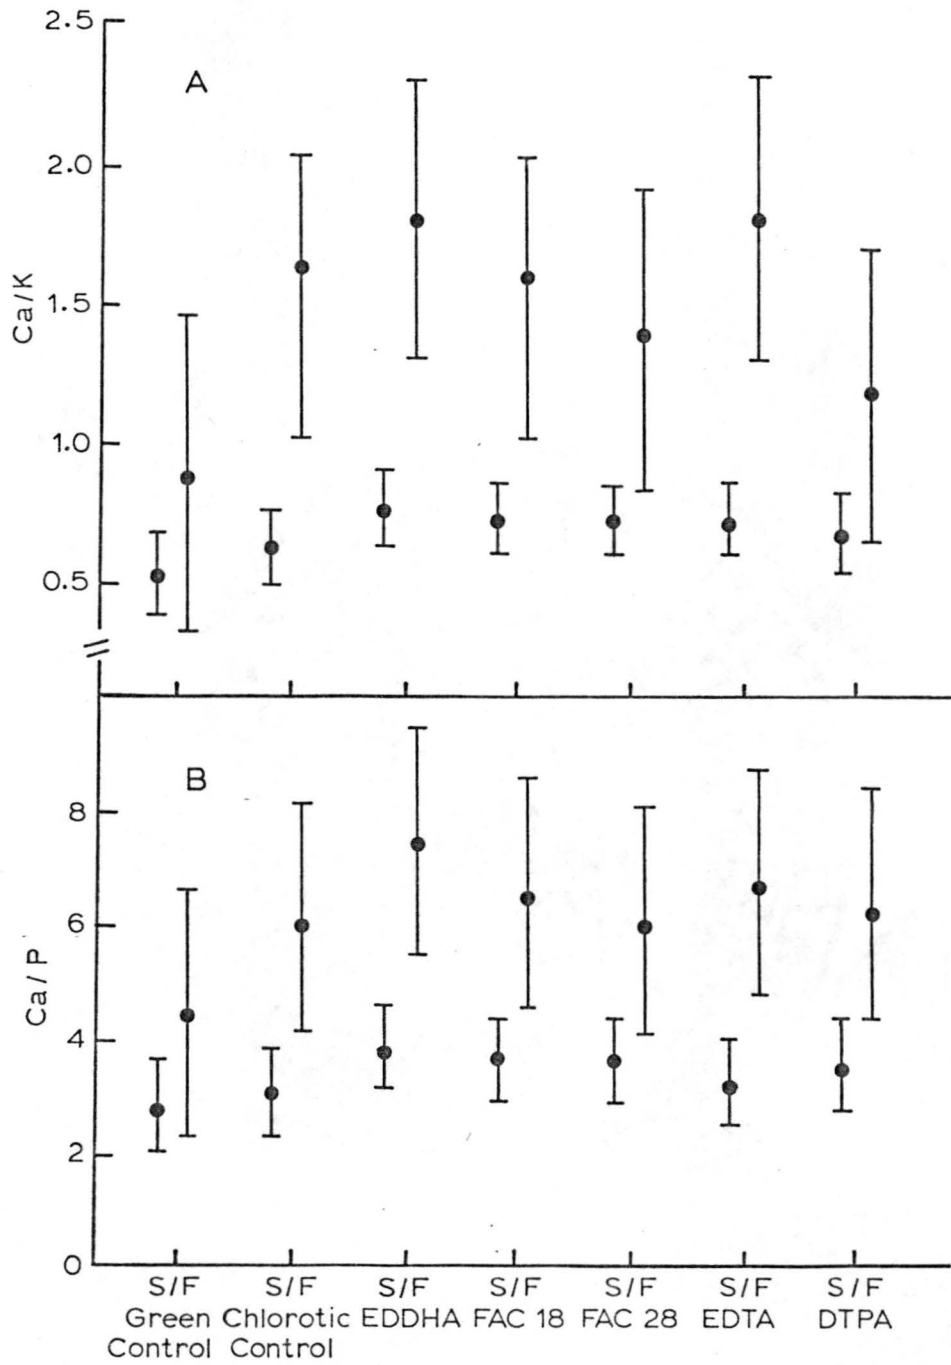 2.5
A
2.0
Ca/K
1.5
1.0
0.5
B
8
6
Ca/P
4
2
0
S/F S/F S/F S/F S/F S/F S/F
Green Chlorotic EDDHA FAC 18 FAC 28 EDTA DTPA
Control Control